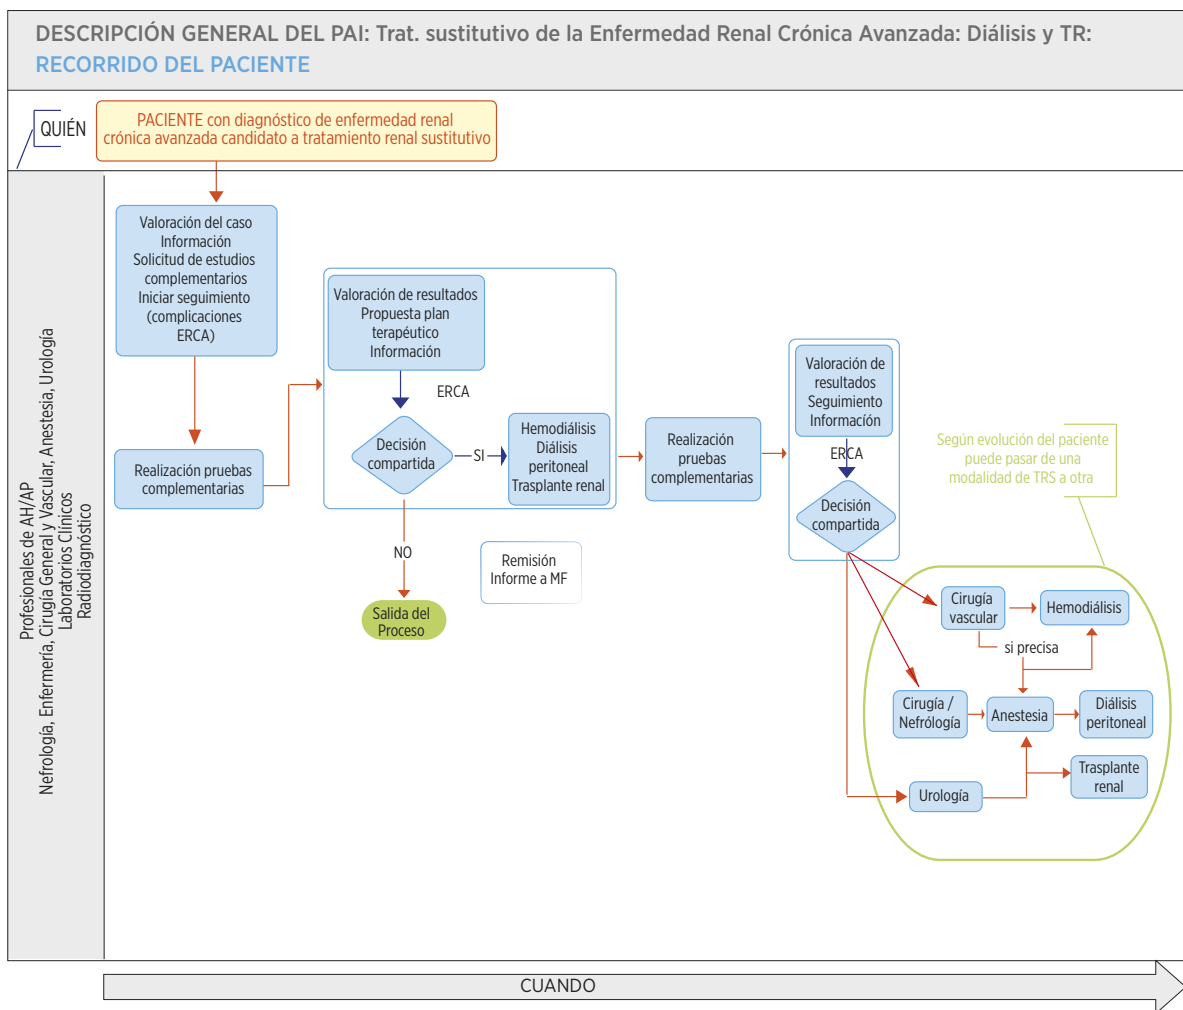 DESCRIPCIÓN GENERAL DEL PAI: Trat. sustitutivo de la Enfermedad Renal Crónica Avanzada: Diálisis y TR:
RECORRIDO DEL PACIENTE
QUIÉN
PACIENTE con diagnóstico de enfermedad renal
crónica avanzada candidato a tratamiento renal sustitutivo
Profesionales de AH/AP
Nefrología, Enfermería, Cirugía General y Vascular, Anestesia, Urología
Laboratorios Clínicos
Radiodiagnóstico
Valoración del caso
Información
Solicitud de estudios
complementarios
Iniciar seguimiento
(complicaciones
ERCA)
Realización pruebas
complementarias
Valoración de resultados
Propuesta plan
terapéutico
Información
ERCA
Decisión
compartida
SI
Hemodiálisis
Diálisis
peritoneal
Trasplante renal
NO
Salida del
Proceso
Remisión
Informe a MF
Realización
pruebas
complementarias
Valoración de
resultados
Seguimiento
Información
ERCA
Decisión
compartida
Según evolución del paciente
puede pasar de una
modalidad de TRS a otra
Cirugía
vascular
Hemodiálisis
si precisa
Cirugía /
Nefrólogía
Anestesia
Diálisis
peritoneal
Trasplante
renal
Urología
CUANDO